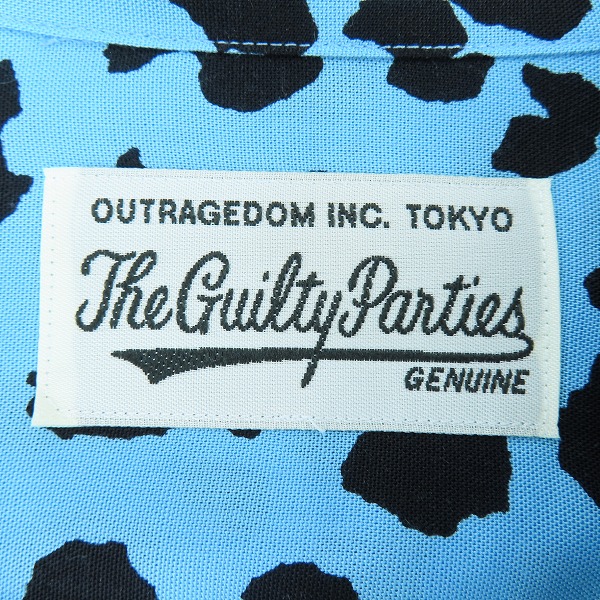 OUTRAGEDOM INC. TOKYO
The Guilty Parties
GENUINE